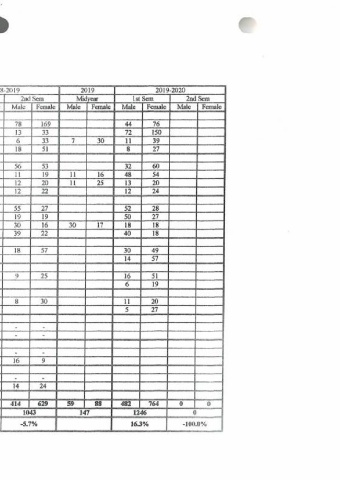 8-2019 2019 2019-2020
2nd Sem Midyear 1st Sem 2nd Sem
Male Female Male Female Male Female Male Female
78 169 44 76
13 33 72 150
6 33 7 30 11 39
18 51 8 27
56 53 32 60
11 19 11 16 48 54
12 20 11 25 13 20
12 22 12 24
55 27 52 28
19 19 50 27
30 16 30 17 18 18
39 22 40 18
18 57 30 49
14 57
9 25 16 51
6 19
8 30 11 20
5 27
- -
- -
- -
16 9
- -
14 24
414 629 59 88 482 764 0 0
1043 147 1246 0
-5.7% 16.3% -100.0%